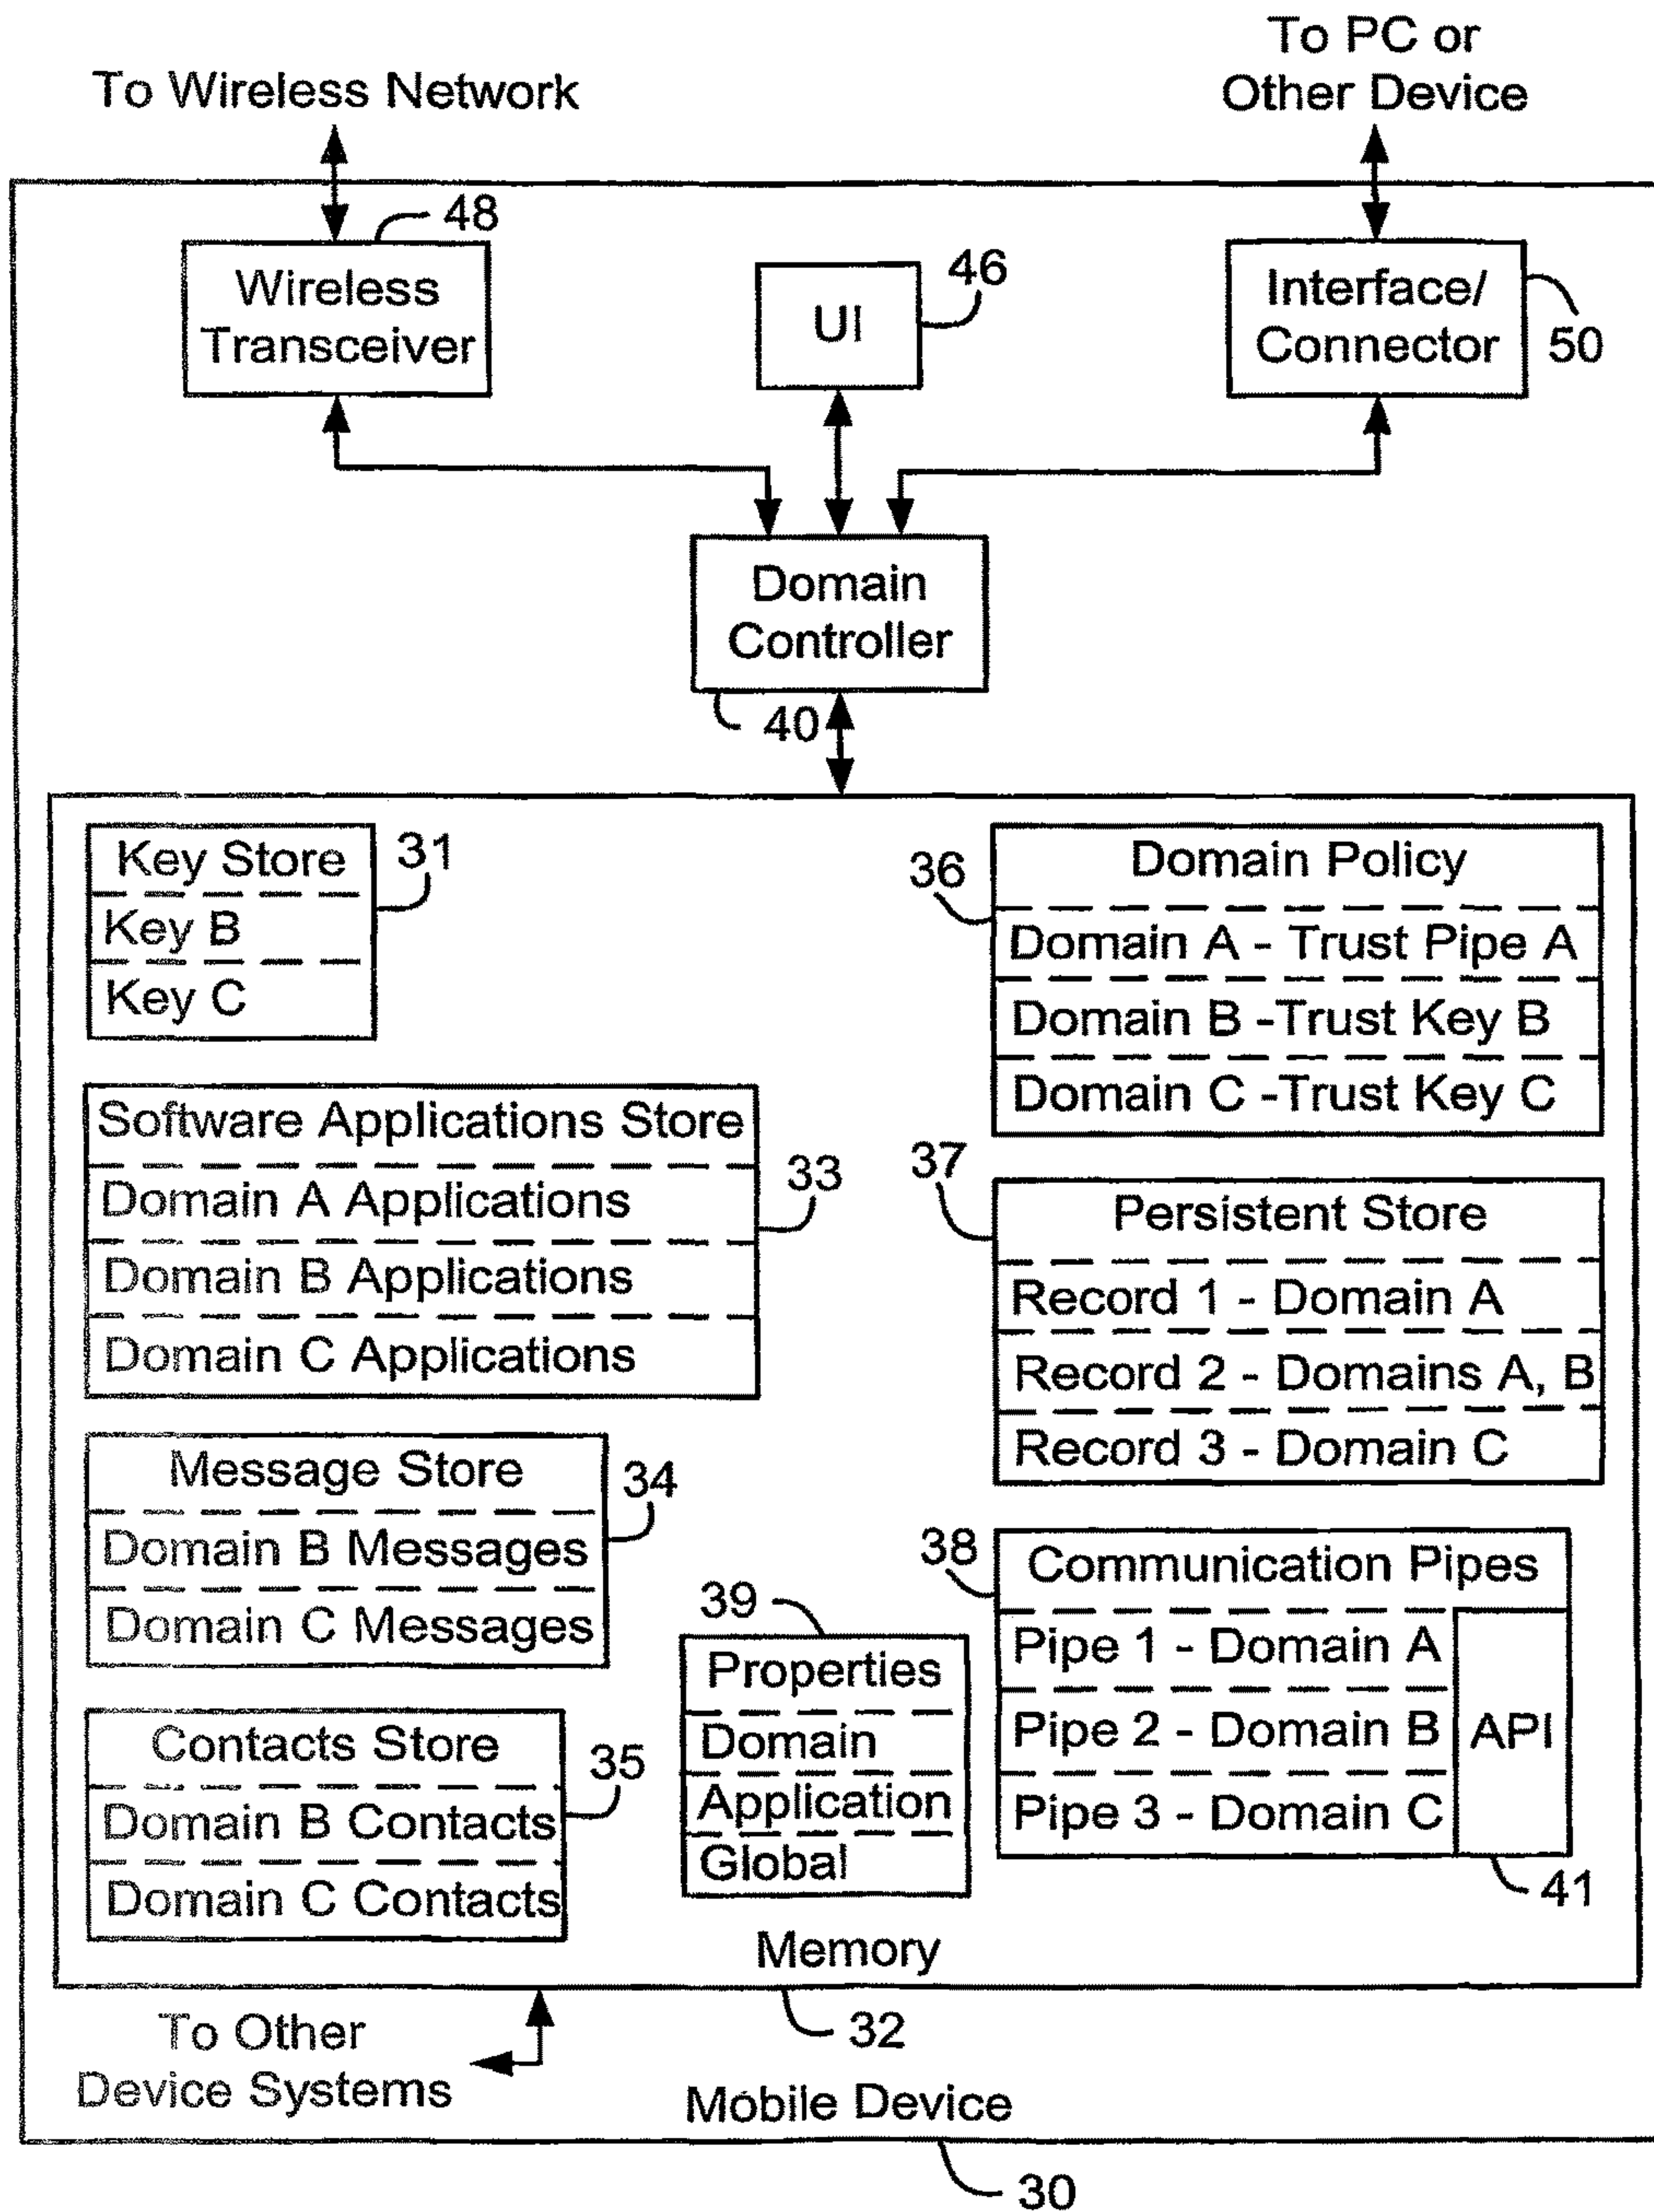 To Wireless Network
To PC or
Other Device
48
Wireless
Transceiver
46
UI
Interface/
Connector
50
Domain
Controller
40
Key Store
Key B
Key C
31
36
Domain Policy
Domain A - Trust Pipe A
Domain B -Trust Key B
Domain C -Trust Key C
Software Applications Store
Domain A Applications
Domain B Applications
Domain C Applications
33
37
Persistent Store
Record 1 - Domain A
Record 2 - Domains A, B
Record 3 - Domain C
Message Store
Domain B Messages
Domain C Messages
34
38
Communication Pipes
Pipe 1 - Domain A
Pipe 2 - Domain B
Pipe 3 - Domain C
API
41
39
Properties
Domain
Application
Global
Contacts Store
Domain B Contacts
Domain C Contacts
35
Memory
32
To Other
Device Systems
Mobile Device
30